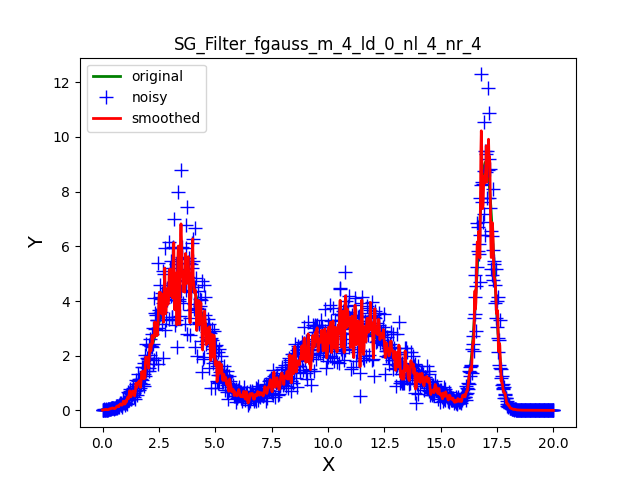 SG_Filter_fgauss_m_4_ld_0_nl_4_nr_4
original
noisy
smoothed
Y
12
10
8
6
4
2
0
0.0 2.5 5.0 7.5 10.0 12.5 15.0 17.5 20.0
X